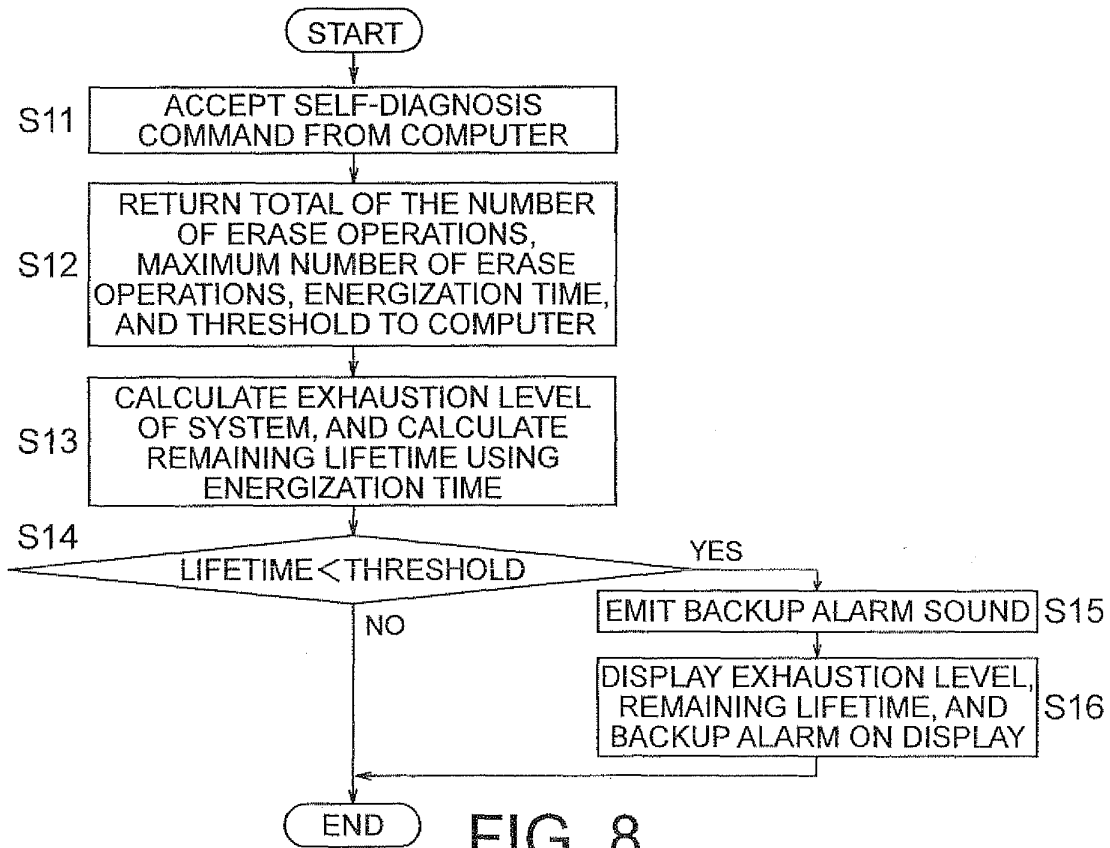 START
S11
ACCEPT SELF-DIAGNOSIS
COMMAND FROM COMPUTER
S12
RETURN TOTAL OF THE NUMBER
OF ERASE OPERATIONS,
MAXIMUM NUMBER OF ERASE
OPERATIONS, ENERGIZATION TIME,
AND THRESHOLD TO COMPUTER
S13
CALCULATE EXHAUSTION LEVEL
OF SYSTEM, AND CALCULATE
REMAINING LIFETIME USING
ENERGIZATION TIME
S14
LIFETIME<THRESHOLD
YES
NO
EMIT BACKUP ALARM SOUND
S15
DISPLAY EXHAUSTION LEVEL,
REMAINING LIFETIME, AND
BACKUP ALARM ON DISPLAY
S16
END
FIG. 8